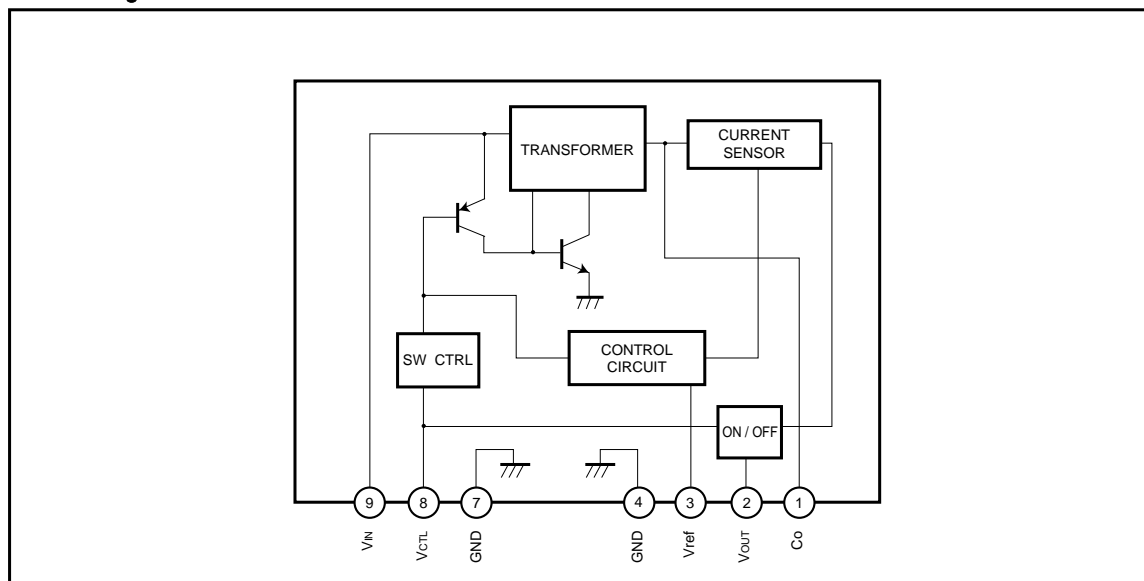 TRANSFORMER
CURRENT
SENSOR
SW CTRL
CONTROL
CIRCUIT
ON / OFF
9
8
7
4
3
2
1
VIN
VCTL
GND
GND
Vref
VOUT
Co